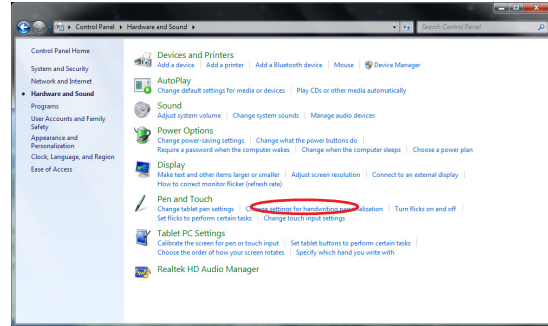 Control Panel ▸ Hardware and Sound ▸
Search Control Panel
Control Panel Home
System and Security
Network and Internet
Hardware and Sound
Programs
User Accounts and Family
Safety
Appearance and
Personalization
Clock, Language, and Region
Ease of Access
Devices and Printers
Add a device | Add a printer | Add a Bluetooth device | Mouse | Device Manager
AutoPlay
Change default settings for media or devices | Play CDs or other media automatically
Sound
Adjust system volume | Change system sounds | Manage audio devices
Power Options
Change power-saving settings | Change what the power buttons do |
Require a password when the computer wakes | Change when the computer sleeps | Choose a power plan
Display
Make text and other items larger or smaller | Adjust screen resolution | Connect to an external display |
How to correct monitor flicker (refresh rate)
Pen and Touch
Change tablet pen settings | Change settings for handwriting personalization | Turn flicks on and off |
Set flicks to perform certain tasks | Change touch input settings
Tablet PC Settings
Calibrate the screen for pen or touch input | Set tablet buttons to perform certain tasks |
Choose the order of how your screen rotates | Specify which hand you write with
Realtek HD Audio Manager